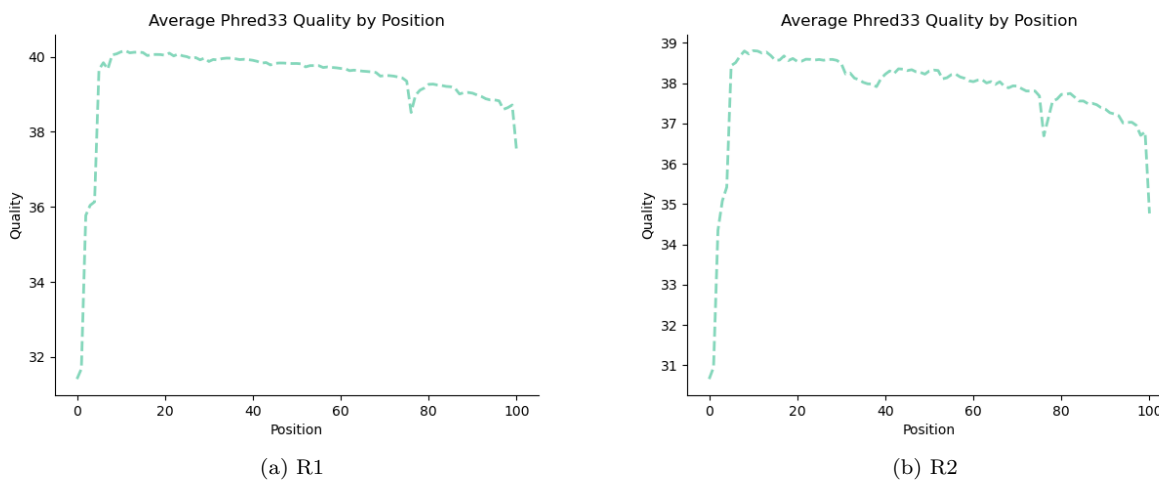 Average Phred33 Quality by Position
40
38
36
34
32
Quality
0 20 40 60 80 100
Position
(a) R1
Average Phred33 Quality by Position
39
38
37
36
35
34
33
32
31
Quality
0 20 40 60 80 100
Position
(b) R2